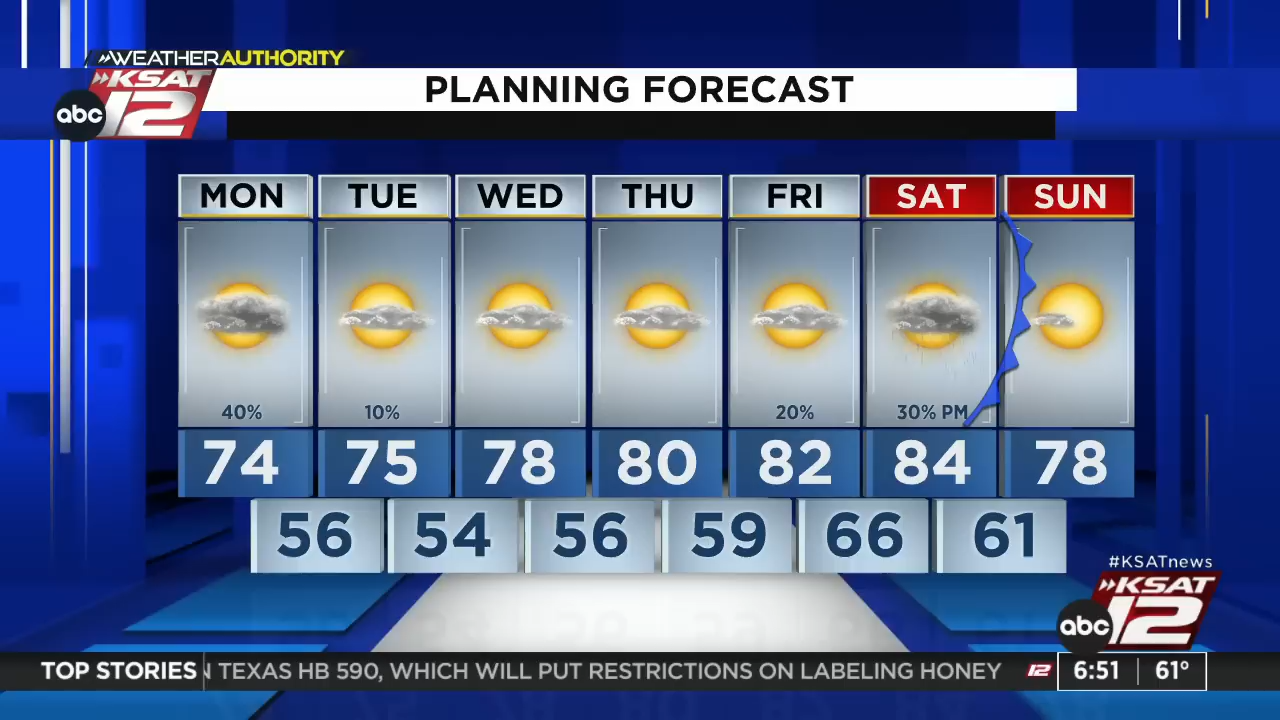 WEATHERAUTHORITY
KSAT
abc 12
PLANNING FORECAST
MON TUE WED THU FRI SAT SUN
40% 10% 20% 30% PM
74 75 78 80 82 84 78
56 54 56 59 66 61
#KSATnews
KSAT
abc 12
TOP STORIES TEXAS HB 590, WHICH WILL PUT RESTRICTIONS ON LABELING HONEY 12 6:51 61°